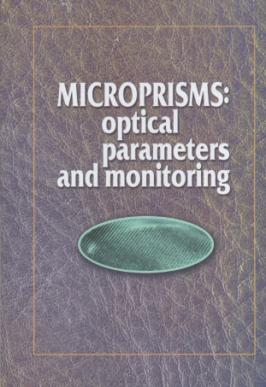 MICROPRISMS:
optical
parameters
and monitoring